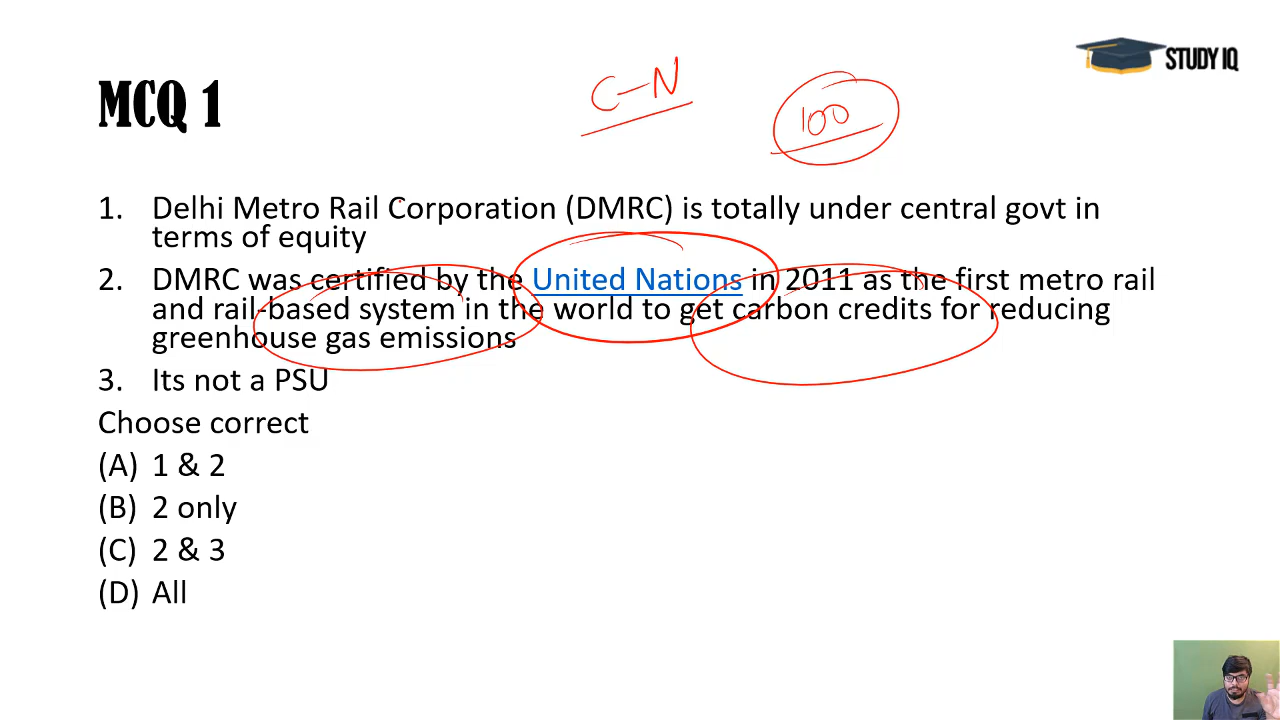 STUDY IQ
C-N
100
MCQ 1
1. Delhi Metro Rail Corporation (DMRC) is totally under central govt in
terms of equity
2. DMRC was certified by the United Nations in 2011 as the first metro rail
and rail-based system in the world to get carbon credits for reducing
greenhouse gas emissions
3. Its not a PSU
Choose correct
(A) 1 & 2
(B) 2 only
(C) 2 & 3
(D) All